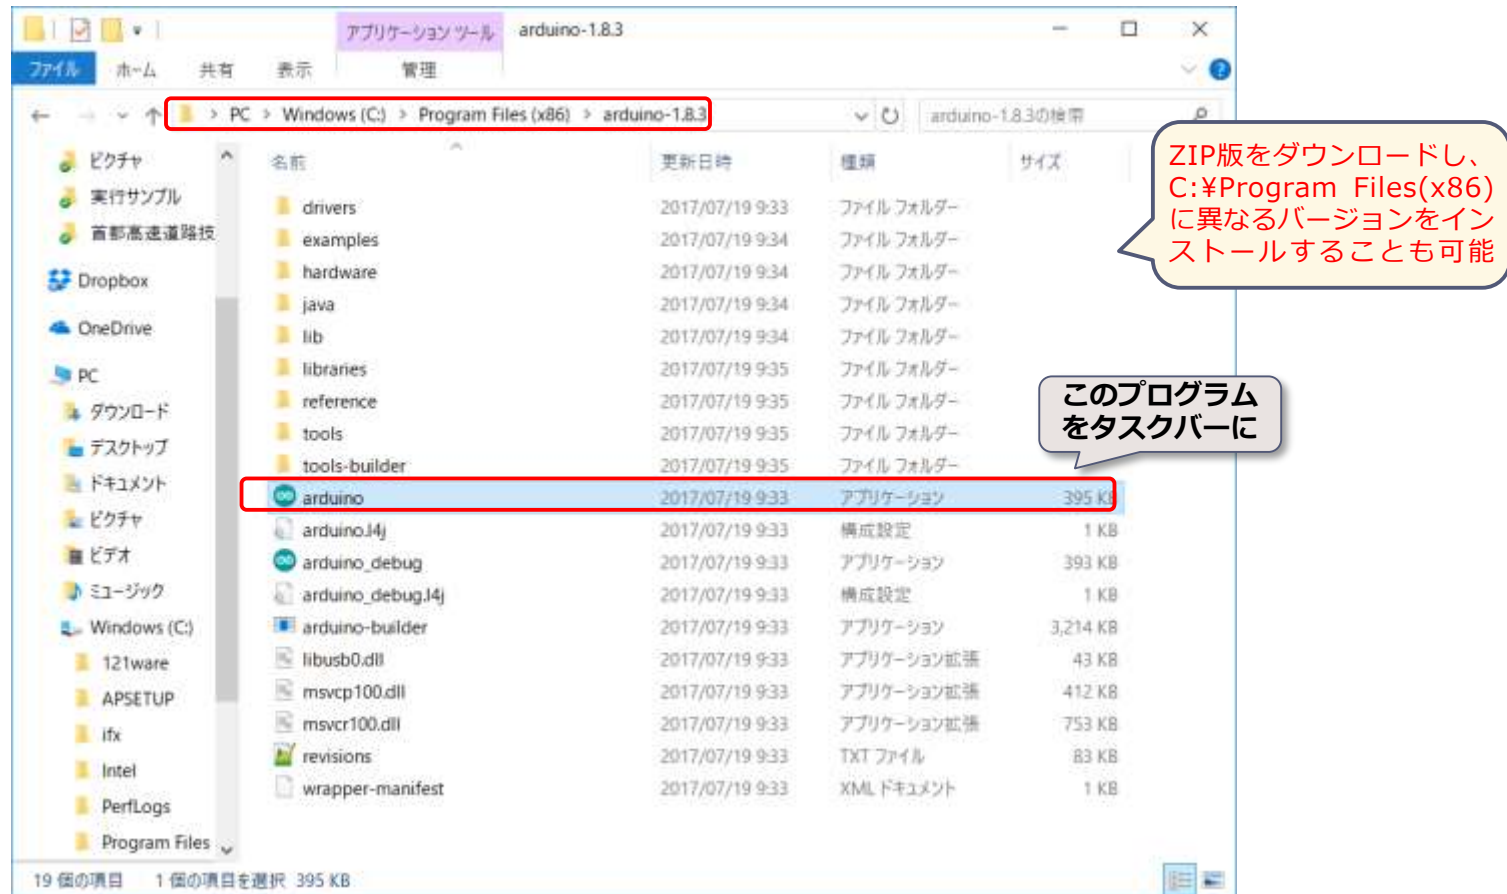 アプリケーション ツール arduino-1.8.3
ファイル ホーム 共有 表示 管理
PC > Windows (C:) > Program Files (x86) > arduino-1.8.3 arduino-1.8.3の検索
ZIP版をダウンロードし、
C:¥Program Files(x86)
に異なるバージョンをイン
ストールすることも可能
このプログラム
をタスクバーに
ピクチャ
実行サンプル
首都高速道路技
Dropbox
OneDrive
PC
ダウンロード
デスクトップ
ドキュメント
ピクチャ
ビデオ
ミュージック
Windows (C:)
121ware
APSETUP
ifx
Intel
PerfLogs
Program Files
名前 更新日時 種類 サイズ
drivers 2017/07/19 9:33 ファイル フォルダー
examples 2017/07/19 9:34 ファイル フォルダー
hardware 2017/07/19 9:34 ファイル フォルダー
java 2017/07/19 9:34 ファイル フォルダー
lib 2017/07/19 9:34 ファイル フォルダー
libraries 2017/07/19 9:35 ファイル フォルダー
reference 2017/07/19 9:35 ファイル フォルダー
tools 2017/07/19 9:35 ファイル フォルダー
tools-builder 2017/07/19 9:35 ファイル フォルダー
arduino 2017/07/19 9:33 アプリケーション 395 KB
arduino.l4j 2017/07/19 9:33 構成設定 1 KB
arduino_debug 2017/07/19 9:33 アプリケーション 393 KB
arduino_debug.l4j 2017/07/19 9:33 構成設定 1 KB
arduino-builder 2017/07/19 9:33 アプリケーション 3,214 KB
libusb0.dll 2017/07/19 9:33 アプリケーション拡張 43 KB
msvcp100.dll 2017/07/19 9:33 アプリケーション拡張 412 KB
msvcr100.dll 2017/07/19 9:33 アプリケーション拡張 753 KB
revisions 2017/07/19 9:33 TXT ファイル 83 KB
wrapper-manifest 2017/07/19 9:33 XML ドキュメント 1 KB
19 個の項目 1 個の項目を選択 395 KB